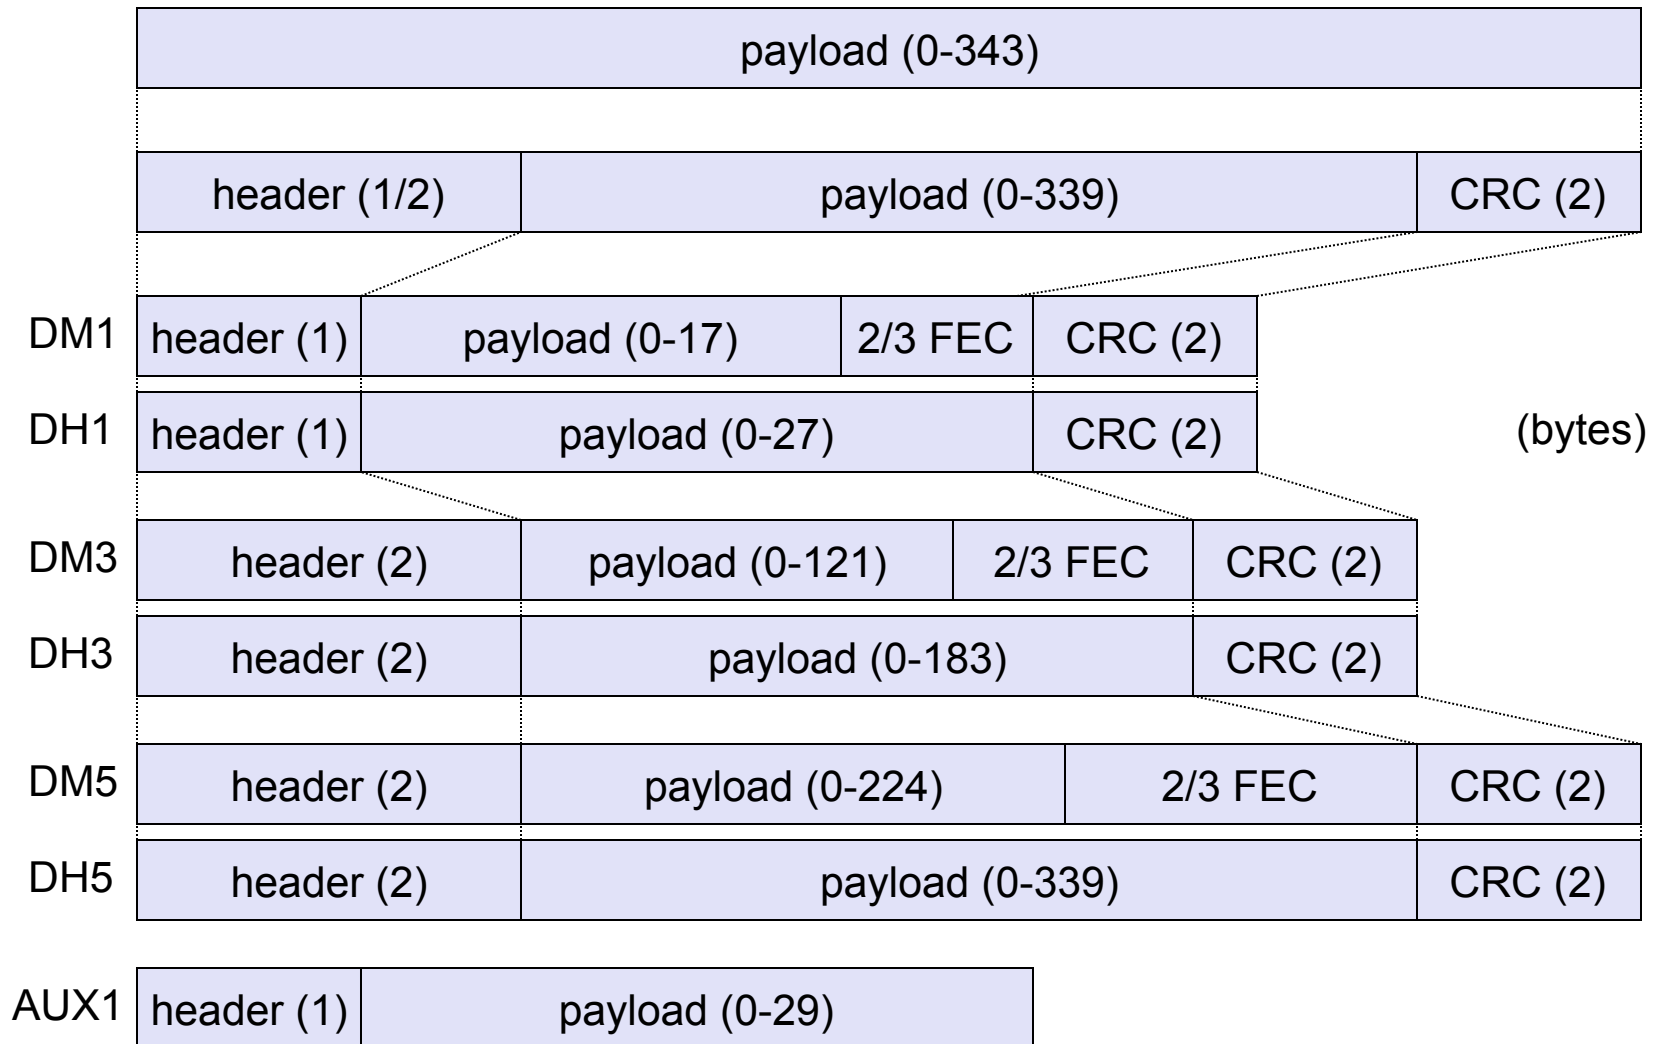 payload (0-343)
header (1/2) payload (0-339) CRC (2)
DM1 header (1) payload (0-17) 2/3 FEC CRC (2)
DH1 header (1) payload (0-27) CRC (2) (bytes)
DM3 header (2) payload (0-121) 2/3 FEC CRC (2)
DH3 header (2) payload (0-183) CRC (2)
DM5 header (2) payload (0-224) 2/3 FEC CRC (2)
DH5 header (2) payload (0-339) CRC (2)
AUX1 header (1) payload (0-29)